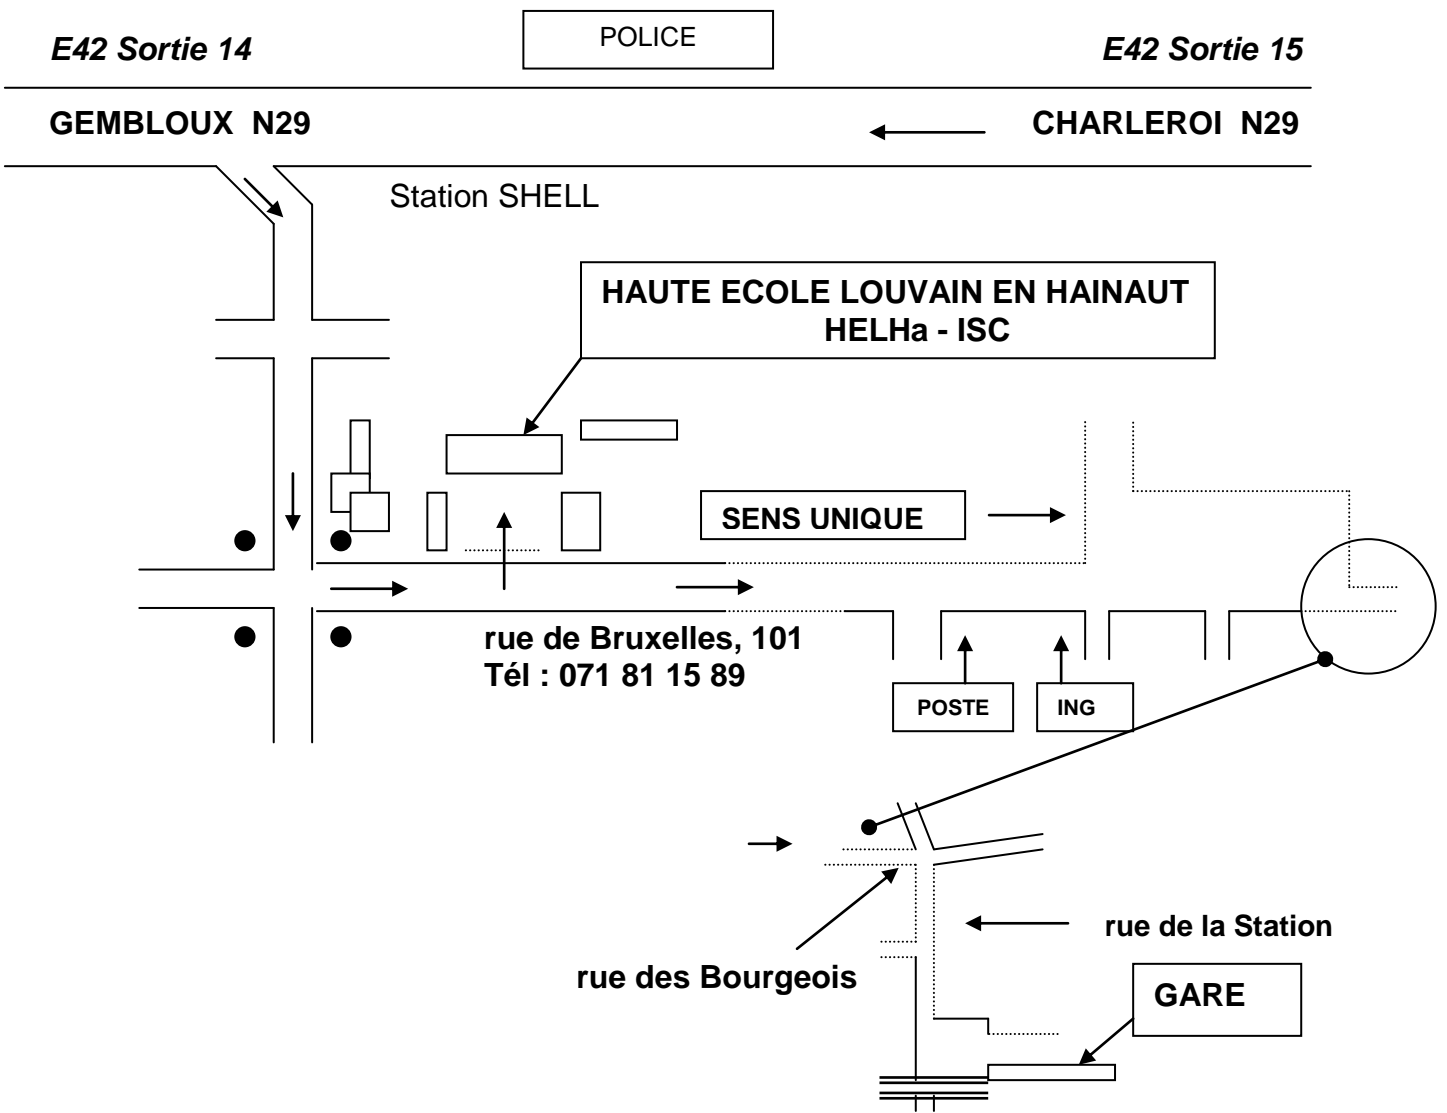 E42 Sortie 14
POLICE
E42 Sortie 15
GEMBLOUX N29
CHARLEROI N29
Station SHELL
HAUTE ECOLE LOUVAIN EN HAINAUT
HELHa - ISC
SENS UNIQUE
rue de Bruxelles, 101
Tél : 071 81 15 89
POSTE
ING
rue de la Station
rue des Bourgeois
GARE